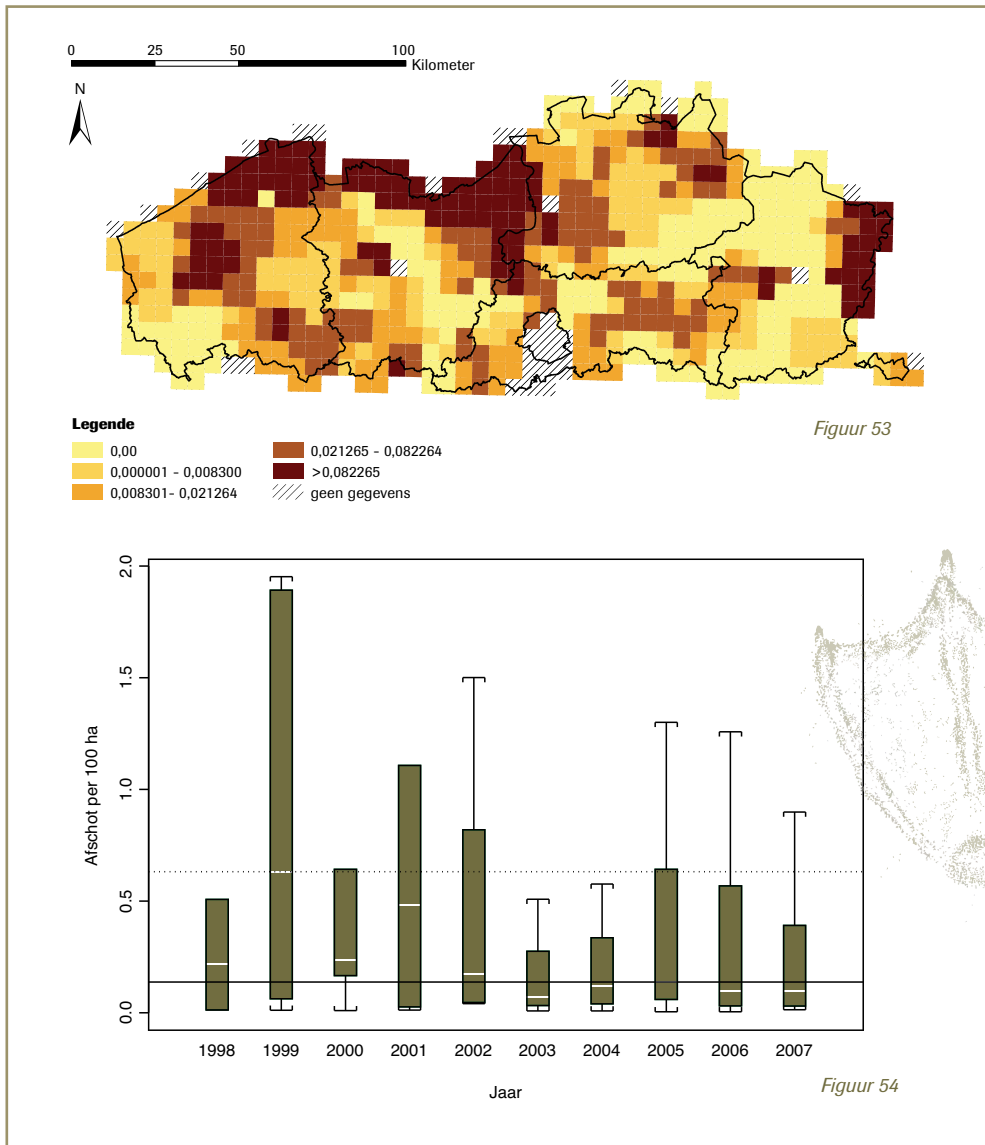 0 25 50 100
Kilometer
N
Figuur 53
Legende
0,00
0,000001 - 0,008300
0,008301- 0,021264
0,021265 - 0,082264
>0,082265
geen gegevens
2.0
1.5
1.0
0.5
0.0
Afschot per 100 ha
1998 1999 2000 2001 2002 2003 2004 2005 2006 2007
Jaar
Figuur 54